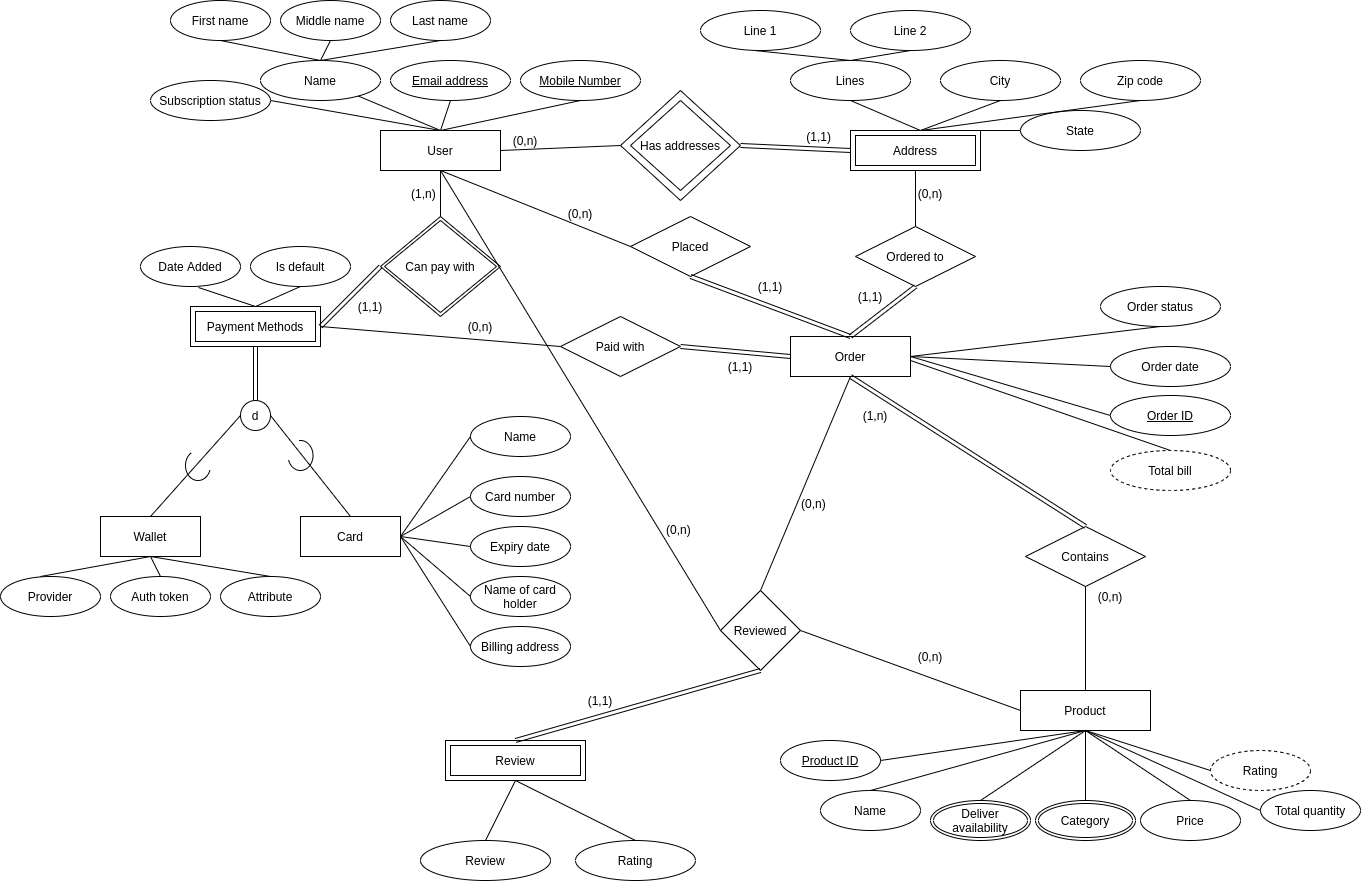 First name
Middle name
Last name
Line 1
Line 2
Name
Email address
Mobile Number
Lines
City
Zip code
Subscription status
State
User
(0,n)
Has addresses
(1,1)
Address
(1,n)
(0,n)
(0,n)
Date Added
Is default
Can pay with
Placed
Ordered to
(1,1)
(1,1)
(1,1)
Order status
Payment Methods
(0,n)
Paid with
(1,1)
Order
Order date
d
(1,n)
Order ID
Name
Total bill
Card number
(0,n)
Wallet
Card
Expiry date
(0,n)
Contains
Provider
Auth token
Attribute
Name of card
holder
(0,n)
Billing address
Reviewed
(0,n)
(1,1)
Product
Review
Product ID
Rating
Name
Deliver
availability
Category
Price
Total quantity
Review
Rating